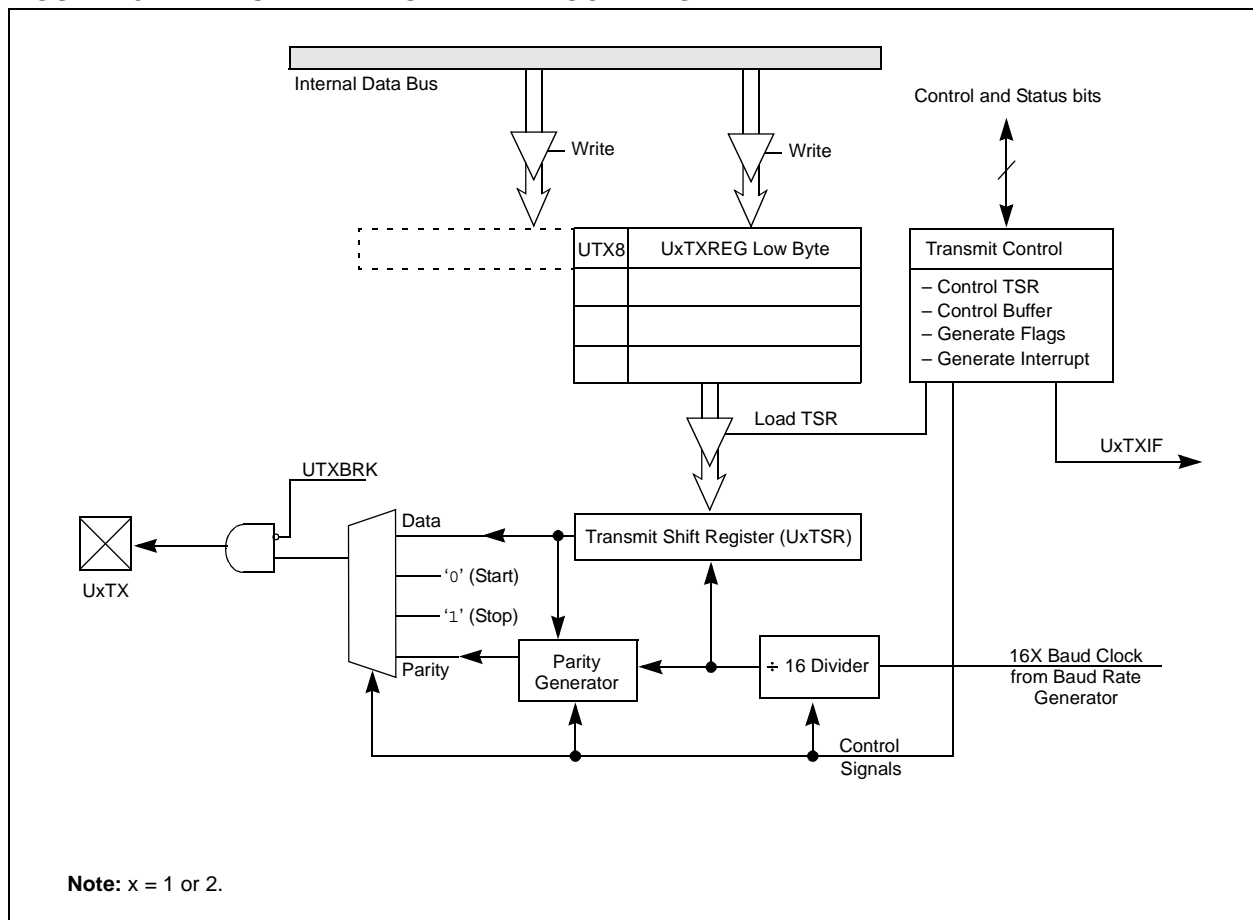 Internal Data Bus
Control and Status bits
Write
Write
UTX8
UxTXREG Low Byte
Transmit Control
– Control TSR
– Control Buffer
– Generate Flags
– Generate Interrupt
Load TSR
UxTXIF
UTXBRK
Data
Transmit Shift Register (UxTSR)
UxTX
‘0’ (Start)
‘1’ (Stop)
Parity
Parity
Generator
÷ 16 Divider
16X Baud Clock
from Baud Rate
Generator
Control
Signals
Note: x = 1 or 2.